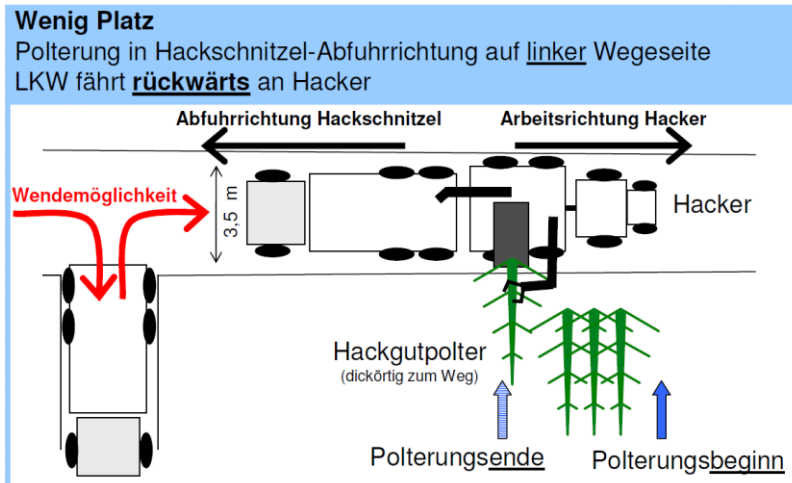 Wenig Platz
Polterung in Hackschnitzel-Abfuhrrichtung auf linker Wegeseite
LKW fährt rückwärts an Hacker
Abfuhrrichtung Hackschnitzel
Arbeitsrichtung Hacker
Wendemöglichkeit
3,5 m
Hacker
Hackgutpolter
(dickörtig zum Weg)
Polterungsende
Polterungsbeginn